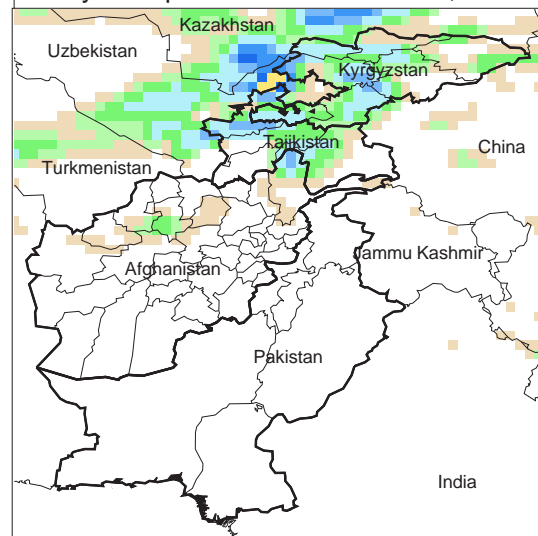 Kazakhstan
Uzbekistan
Kyrgyzstan
Tajikistan
China
Turkmenistan
Jammu Kashmir
Afghanistan
Pakistan
India